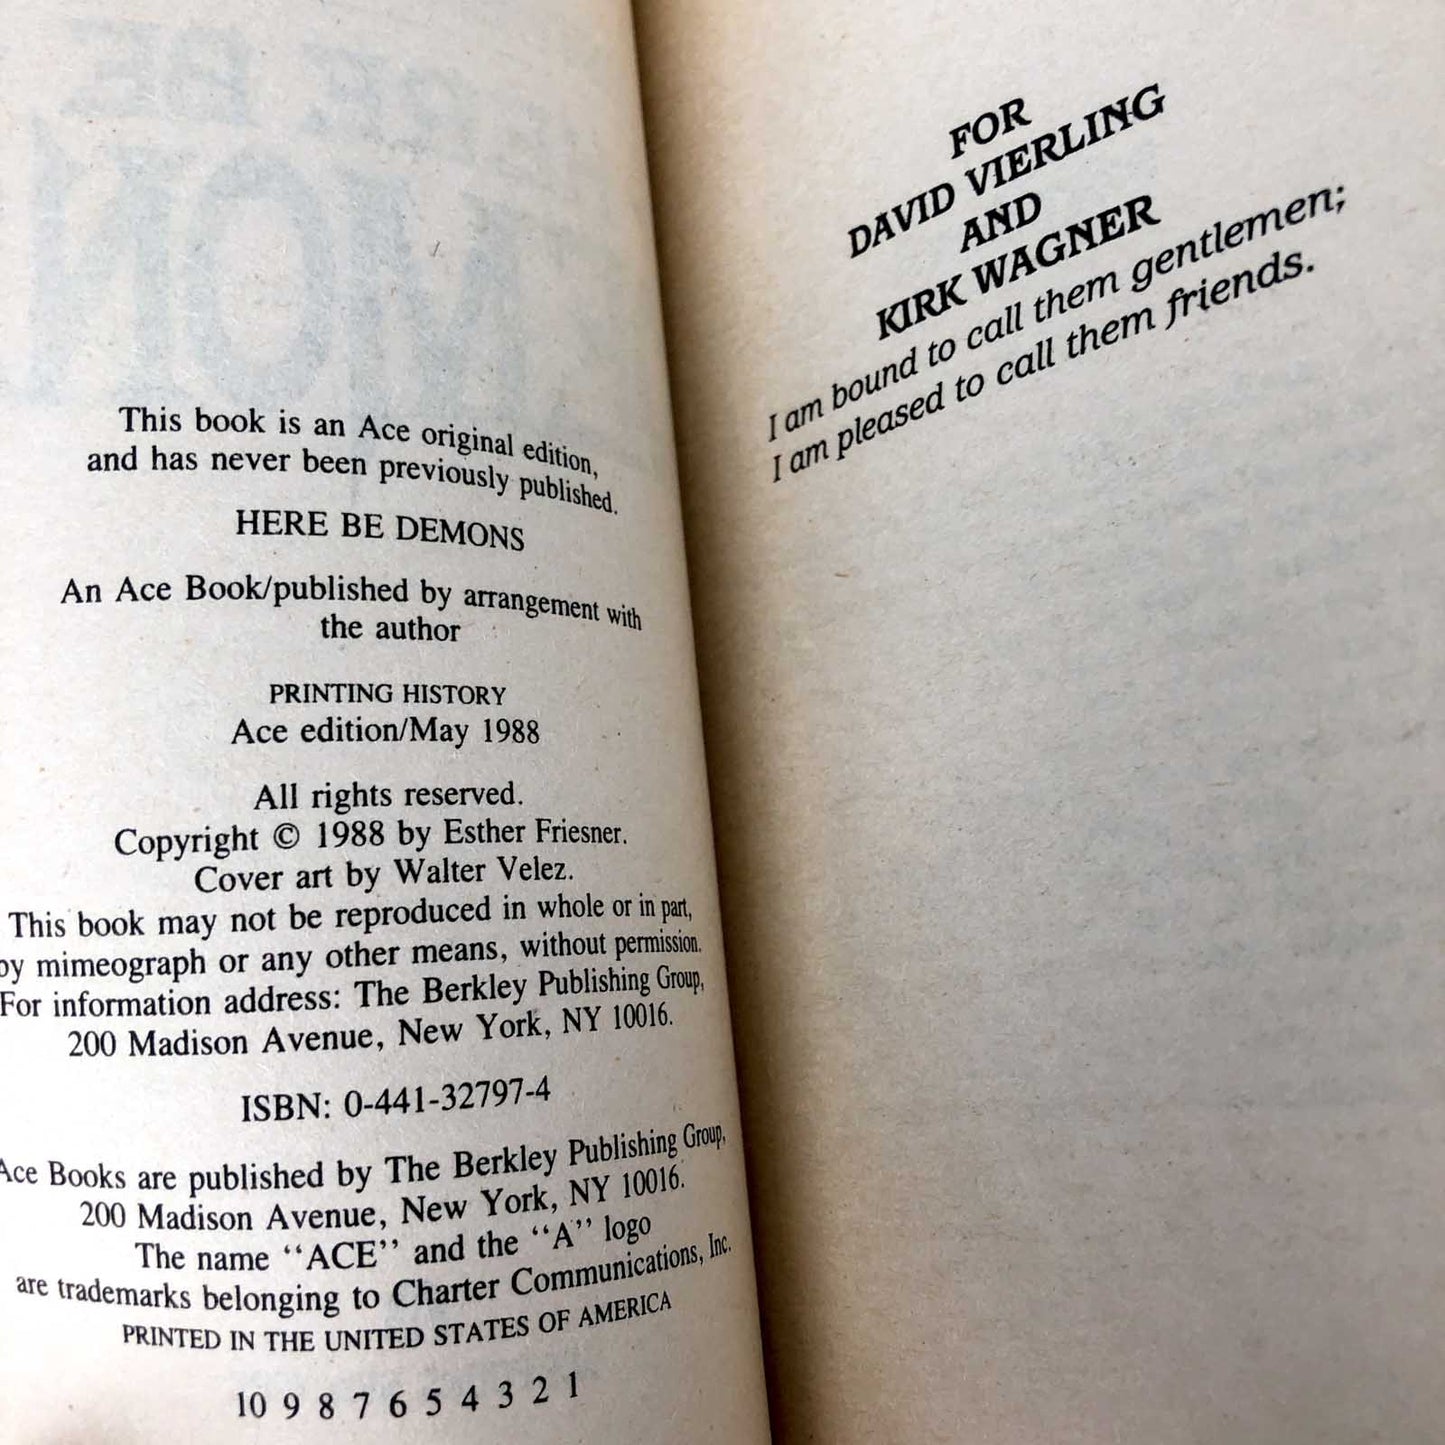 This book is an Ace original edition,
and has never been previously published.
HERE BE DEMONS
An Ace Book/published by arrangement with
the author
PRINTING HISTORY
Ace edition/May 1988
All rights reserved.
Copyright © 1988 by Esther Friesner.
Cover art by Walter Velez.
This book may not be reproduced in whole or in part,
by mimeograph or any other means, without permission.
For information address: The Berkley Publishing Group,
200 Madison Avenue, New York, NY 10016.
ISBN: 0-441-32797-4
Ace Books are published by The Berkley Publishing Group,
200 Madison Avenue, New York, NY 10016.
The name ‘‘ACE’’ and the ‘‘A’’ logo
are trademarks belonging to Charter Communications, Inc.
PRINTED IN THE UNITED STATES OF AMERICA
10 9 8 7 6 5 4 3 2 1
FOR
DAVID VIERLING
AND
KIRK WAGNER
I am bound to call them gentlemen;
I am pleased to call them friends.